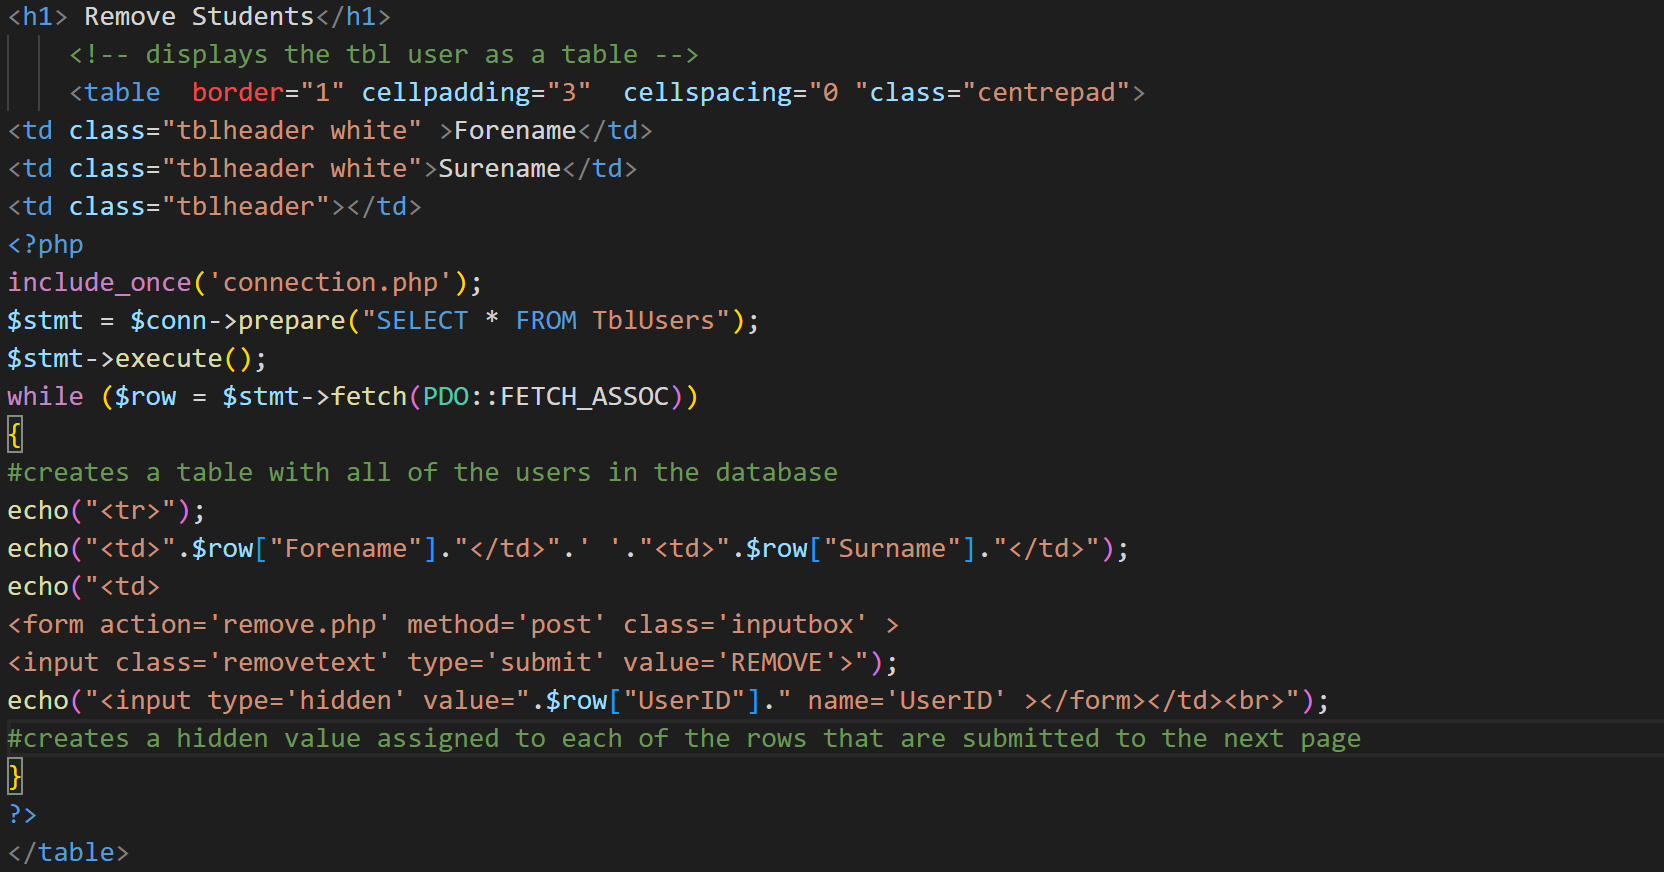 <h1> Remove Students</h1>
<!-- displays the tbl user as a table -->
<table  border="1" cellpadding="3"  cellspacing="0 "class="centrepad">
<td class="tblheader white" >Forename</td>
<td class="tblheader white">Surename</td>
<td class="tblheader"></td>
<?php
include_once('connection.php');
$stmt = $conn->prepare("SELECT * FROM TblUsers");
$stmt->execute();
while ($row = $stmt->fetch(PDO::FETCH_ASSOC))
{
#creates a table with all of the users in the database
echo("<tr>");
echo("<td>".$row["Forename"]."</td>".' '."<td>".$row["Surname"]."</td>");
echo("<td>
<form action='remove.php' method='post' class='inputbox' >
<input class='removetext' type='submit' value='REMOVE'>");
echo("<input type='hidden' value=".$row["UserID"]." name='UserID' ></form></td><br>");
#creates a hidden value assigned to each of the rows that are submitted to the next page
}
?>
</table>